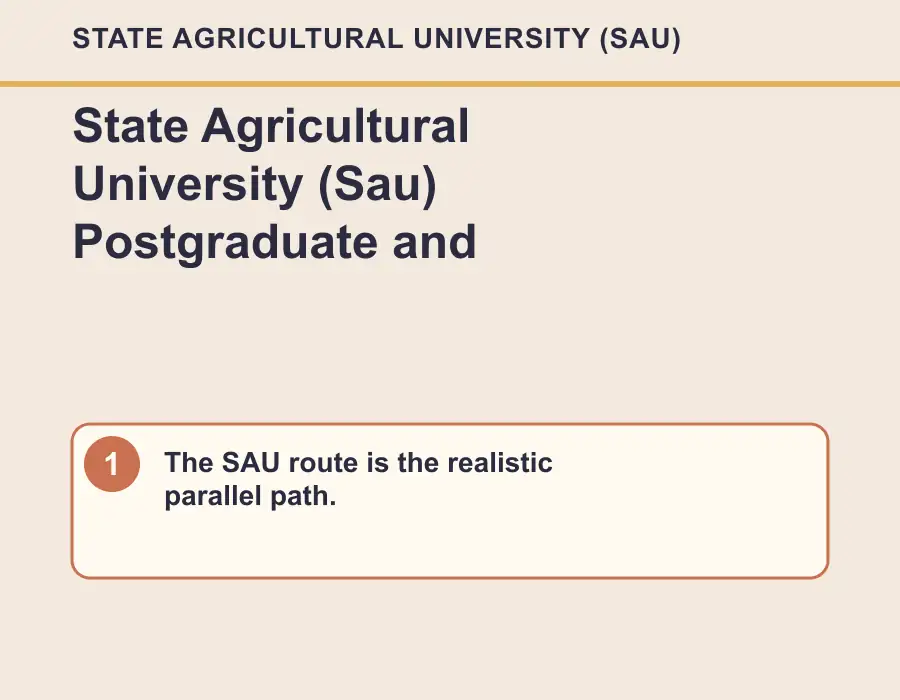 STATE AGRICULTURAL UNIVERSITY (SAU)
State Agricultural
University (Sau)
Postgraduate and
1
The SAU route is the realistic
parallel path.